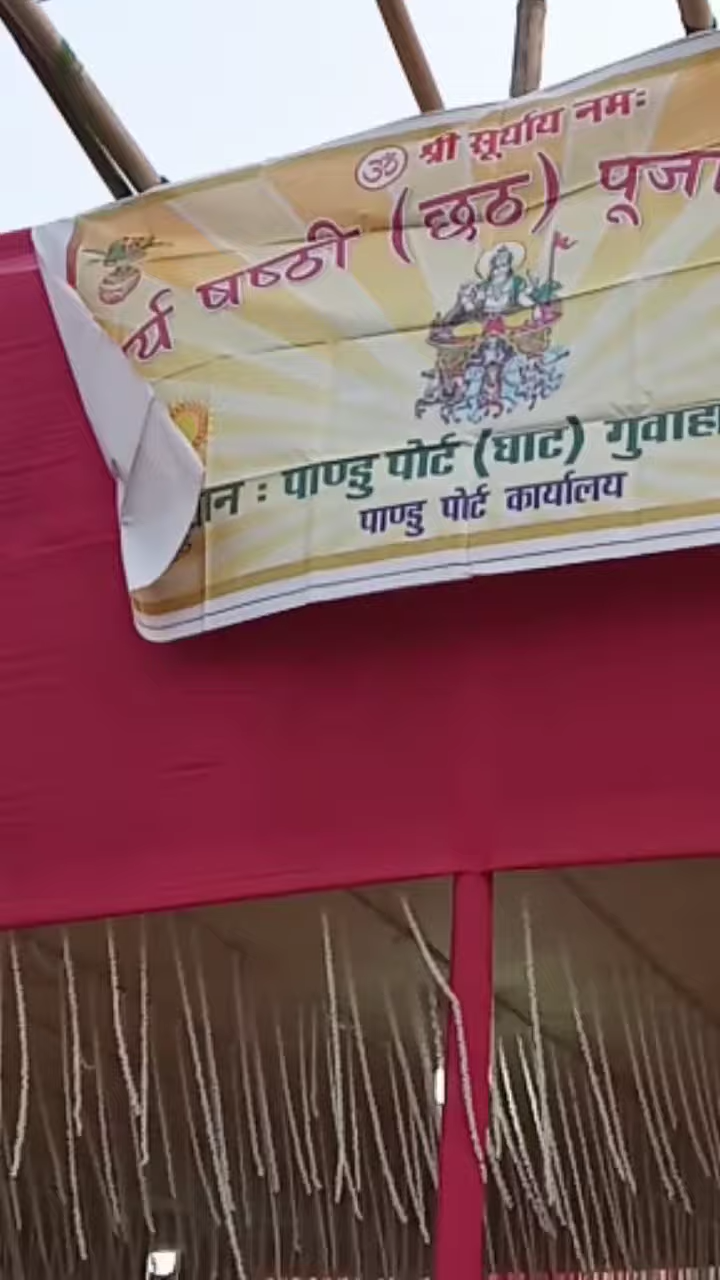 ॐ श्री सूर्याय नमः
र्य षष्ठी (छठ) पूजा
ान : पाण्डु पोर्ट (घाट) गुवाहा
पाण्डु पोर्ट कार्यालय